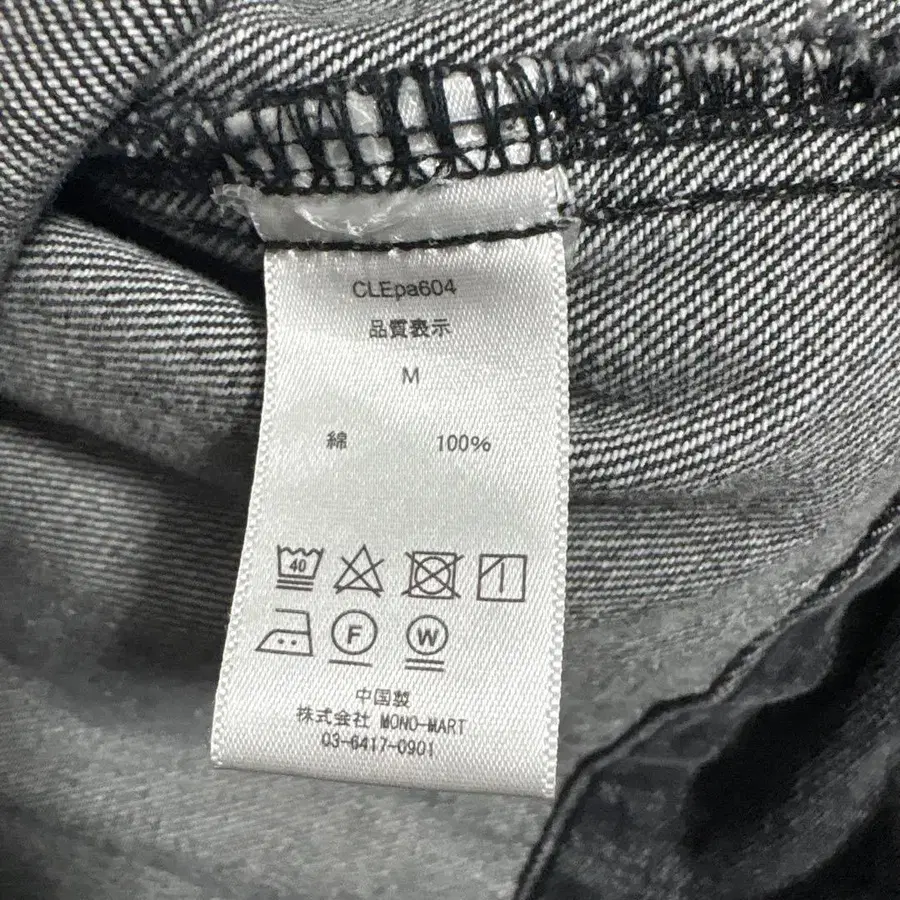 CLEpa604
品質表示
M
綿 100%
40
F W
中国製
株式会社 MONO-MART
03-6417-0901